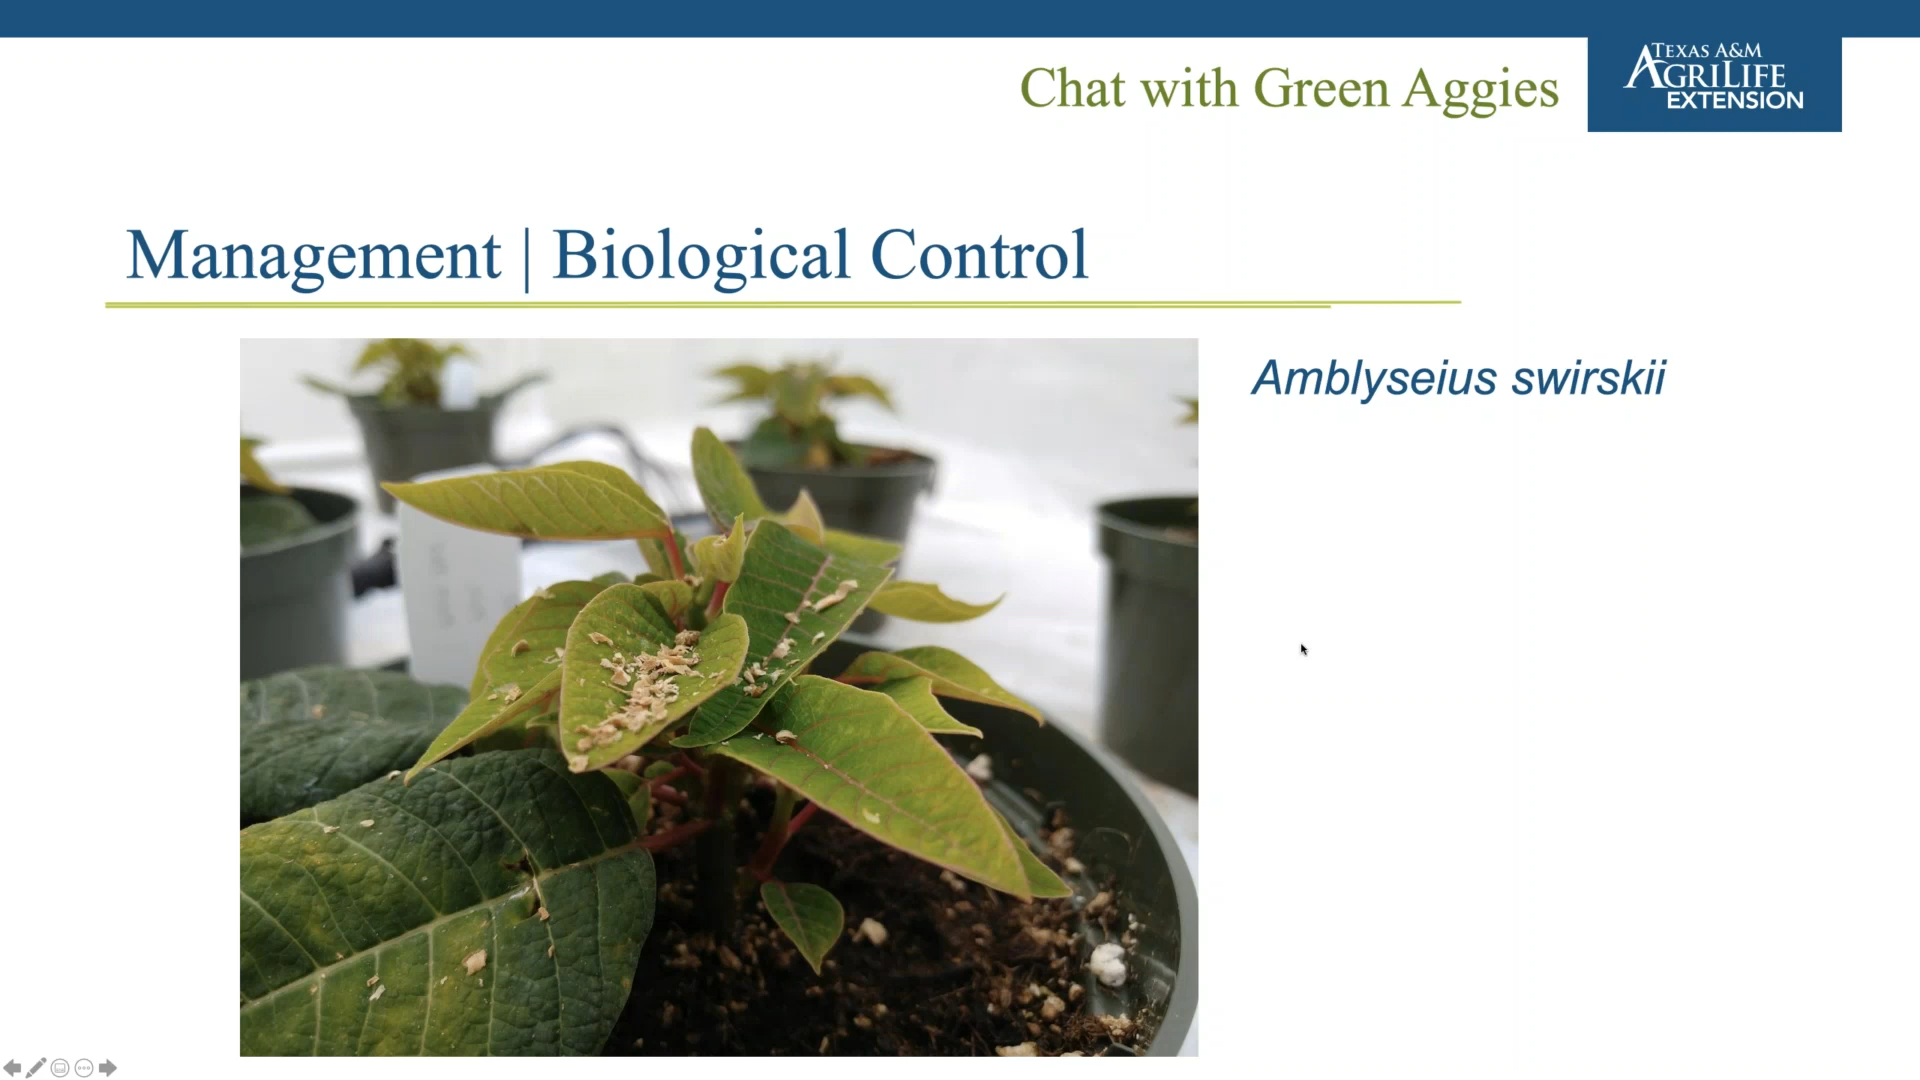 Chat with Green Aggies
TEXAS A&M
AGRILIFE
EXTENSION
Management | Biological Control
Amblyseius swirskii